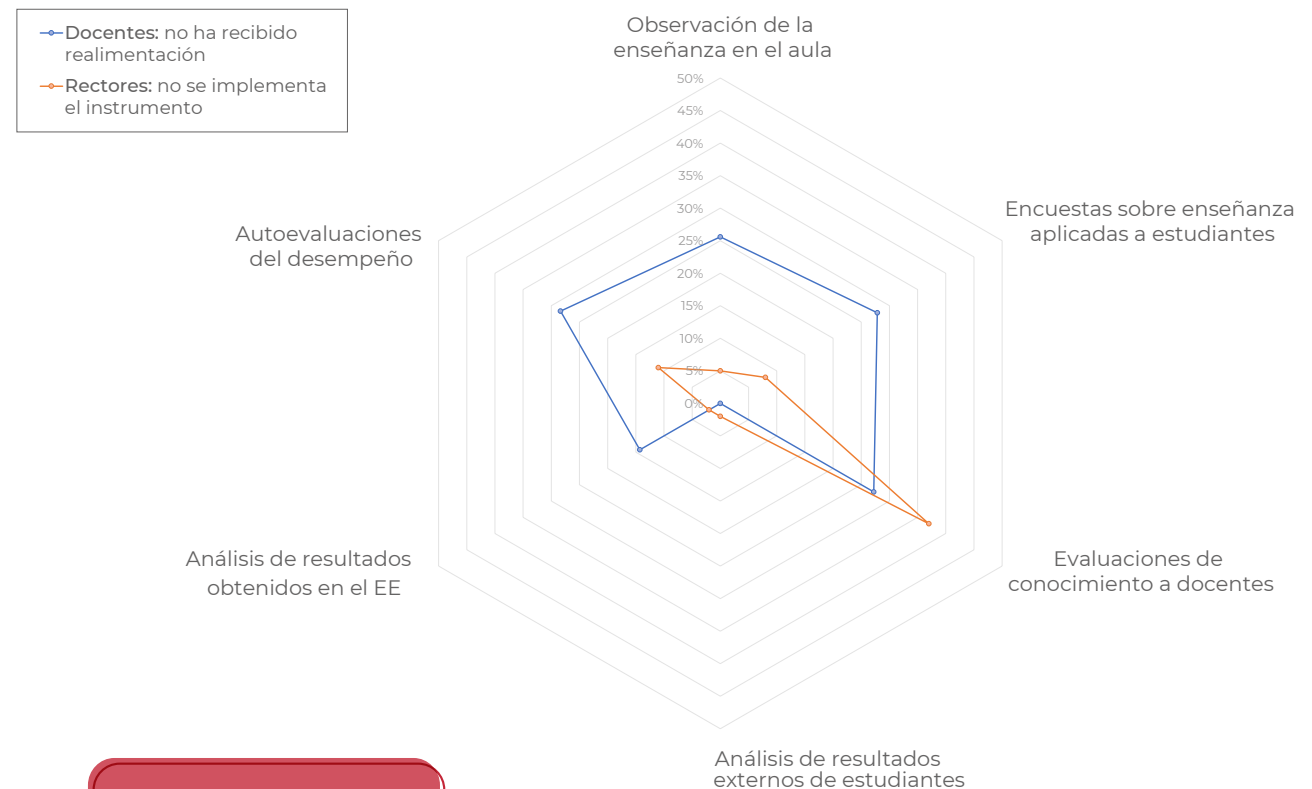 Docentes: no ha recibido
realimentación
Rectores: no se implementa
el instrumento
Observación de la
enseñanza en el aula
50%
45%
40%
35%
30%
25%
20%
15%
10%
5%
0%
Encuestas sobre enseñanza
aplicadas a estudiantes
Autoevaluaciones
del desempeño
Análisis de resultados
obtenidos en el EE
Evaluaciones de
conocimiento a docentes
Análisis de resultados
externos de estudiantes